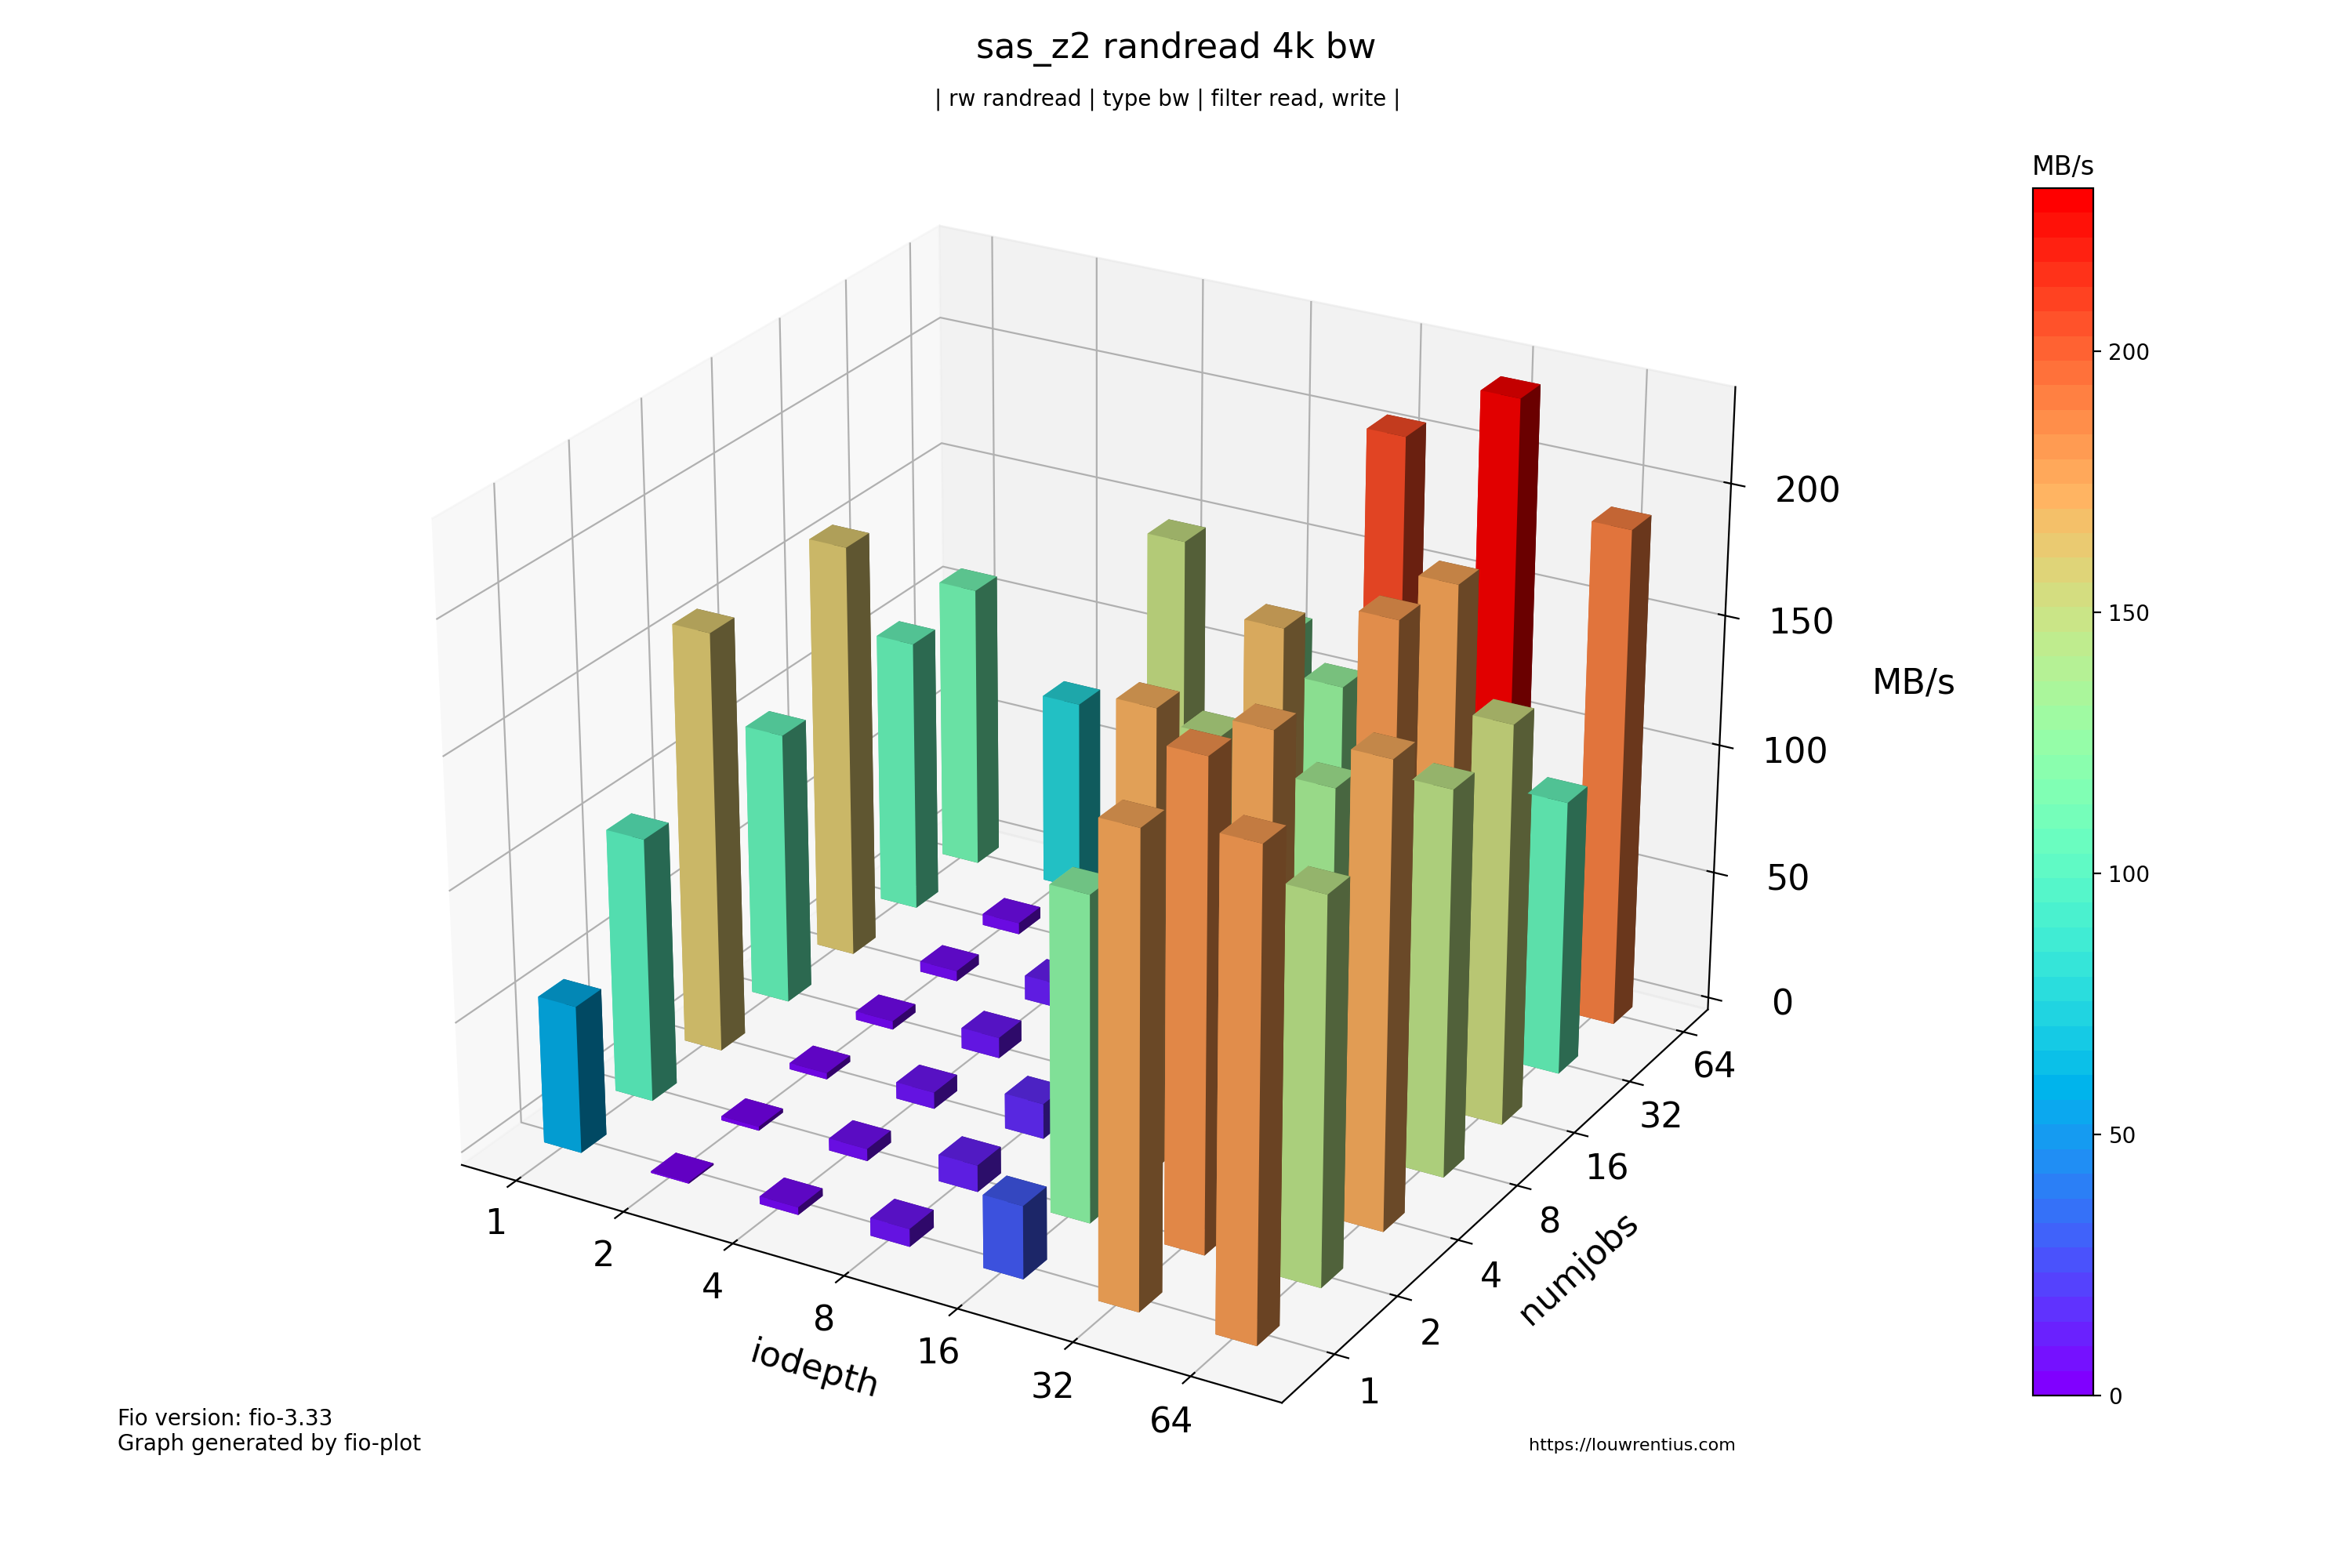 sas_z2 randread 4k bw
| rw randread | type bw | filter read, write |
MB/s
200
150
100
50
0
200
150
100
50
0
MB/s
64
32
16
8
4
2
1
numjobs
1
2
4
8
16
32
64
iodepth
Fio version: fio-3.33
Graph generated by fio-plot
https://louwrentius.com